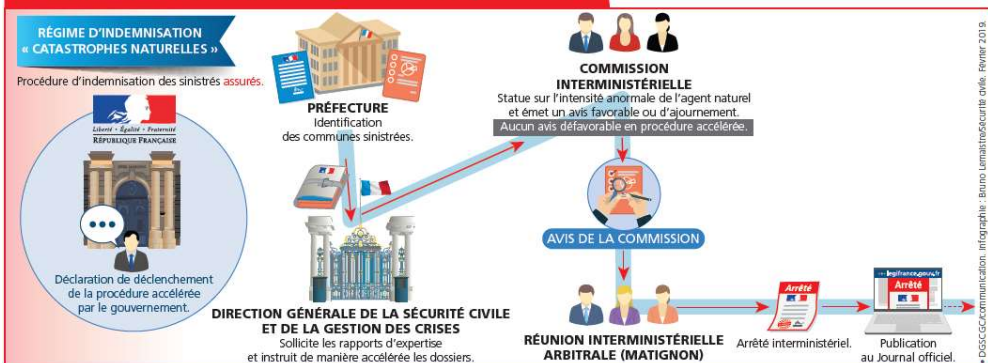 RÉGIME D'INDEMNISATION
« CATASTROPHES NATURELLES »
Procédure d'indemnisation des sinistrés assurés.
Liberté • Égalité • Fraternité
RÉPUBLIQUE FRANÇAISE
Déclaration de déclenchement
de la procédure accélérée
par le gouvernement.
PRÉFECTURE
Identification
des communes sinistrées.
DIRECTION GÉNÉRALE DE LA SÉCURITÉ CIVILE
ET DE LA GESTION DES CRISES
Sollicite les rapports d'expertise
et instruit de manière accélérée les dossiers.
COMMISSION
INTERMINISTÉRIELLE
Statue sur l'intensité anormale de l'agent naturel
et émet un avis favorable ou d'ajournement.
Aucun avis défavorable en procédure accélérée.
AVIS DE LA COMMISSION
RÉUNION INTERMINISTÉRIELLE
ARBITRALE (MATIGNON)
Arrêté
Arrêté interministériel.
legifrance.gouv.fr
Arrêté
Publication
au Journal officiel.
• DGSCGC/communication. Infographie : Bruno Lemaistre/Sécurité civile. Février 2019.